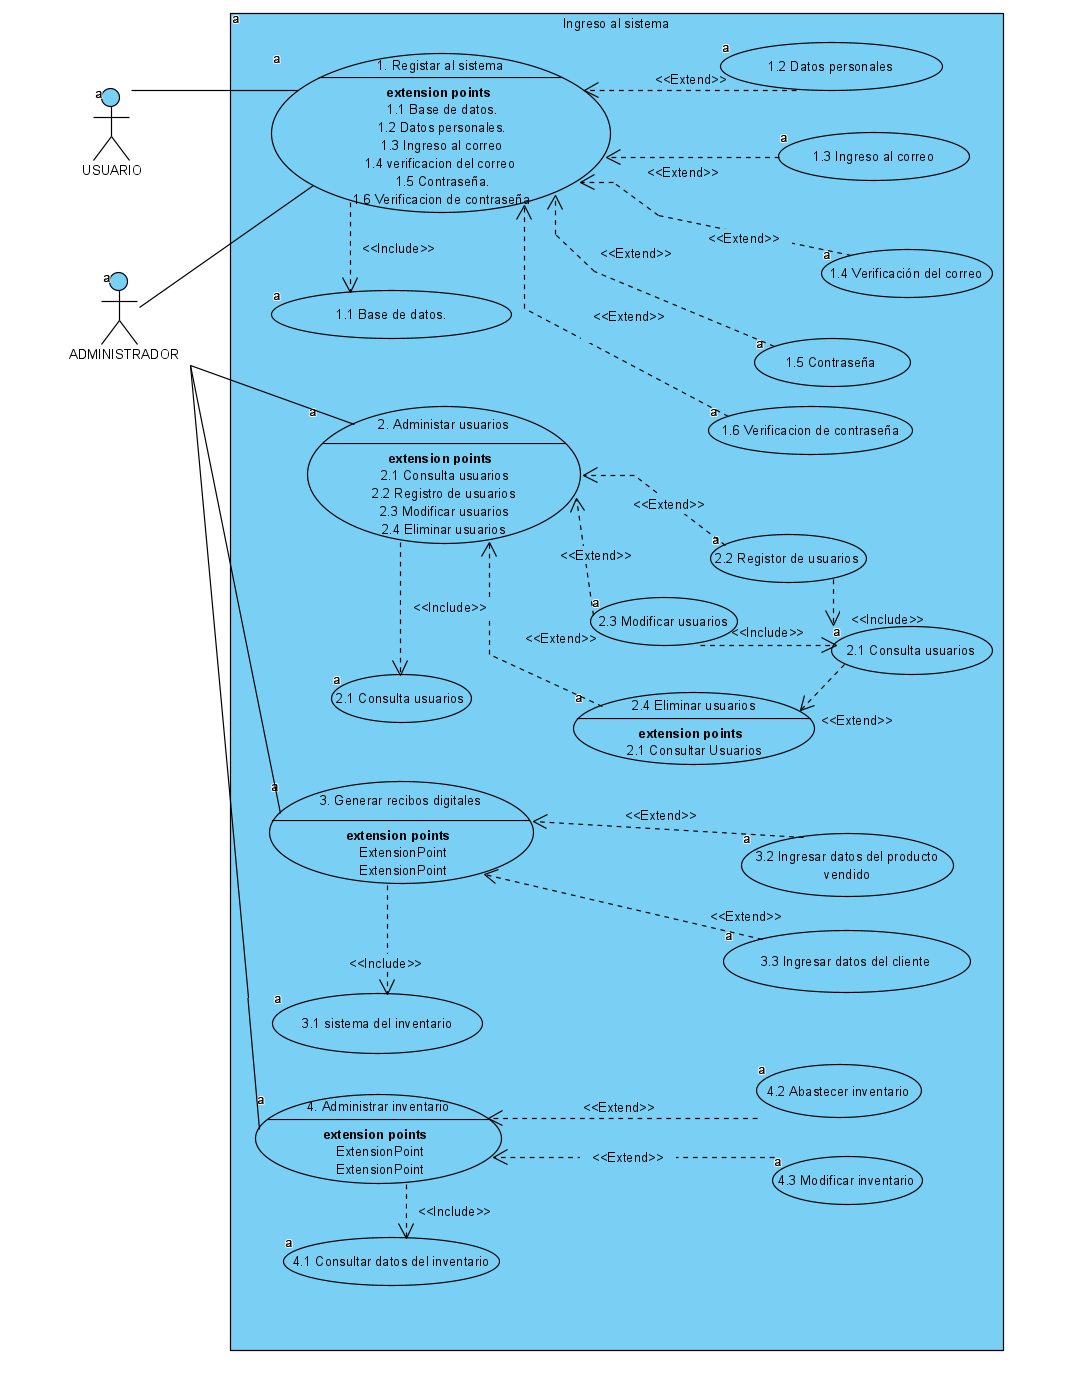 a
Ingreso al sistema
a
1. Registar al sistema
extension points
1.1 Base de datos.
1.2 Datos personales.
1.3 Ingreso al correo
1.4 verificacion del correo
1.5 Contraseña.
1.6 Verificacion de contraseña
a
1.2 Datos personales
<<Extend>>
a
USUARIO
a
1.3 Ingreso al correo
<<Extend>>
<<Extend>>
a
1.4 Verificación del correo
<<Include>>
<<Extend>>
a
ADMINISTRADOR
a
1.1 Base de datos.
<<Extend>>
a
1.5 Contraseña
a
1.6 Verificacion de contraseña
a
2. Administar usuarios
extension points
2.1 Consulta usuarios
2.2 Registro de usuarios
2.3 Modificar usuarios
2.4 Eliminar usuarios
<<Extend>>
a
2.2 Registor de usuarios
<<Extend>>
<<Include>>
a
2.3 Modificar usuarios
<<Include>>
<<Include>>
a
2.1 Consulta usuarios
<<Extend>>
a
2.1 Consulta usuarios
a
2.4 Eliminar usuarios
extension points
2.1 Consultar Usuarios
<<Extend>>
a
3. Generar recibos digitales
extension points
ExtensionPoint
ExtensionPoint
<<Extend>>
a
3.2 Ingresar datos del producto
vendido
<<Extend>>
a
3.3 Ingresar datos del cliente
<<Include>>
a
3.1 sistema del inventario
a
4.2 Abastecer inventario
<<Extend>>
a
4. Administrar inventario
extension points
ExtensionPoint
ExtensionPoint
<<Extend>>
a
4.3 Modificar inventario
<<Include>>
a
4.1 Consultar datos del inventario